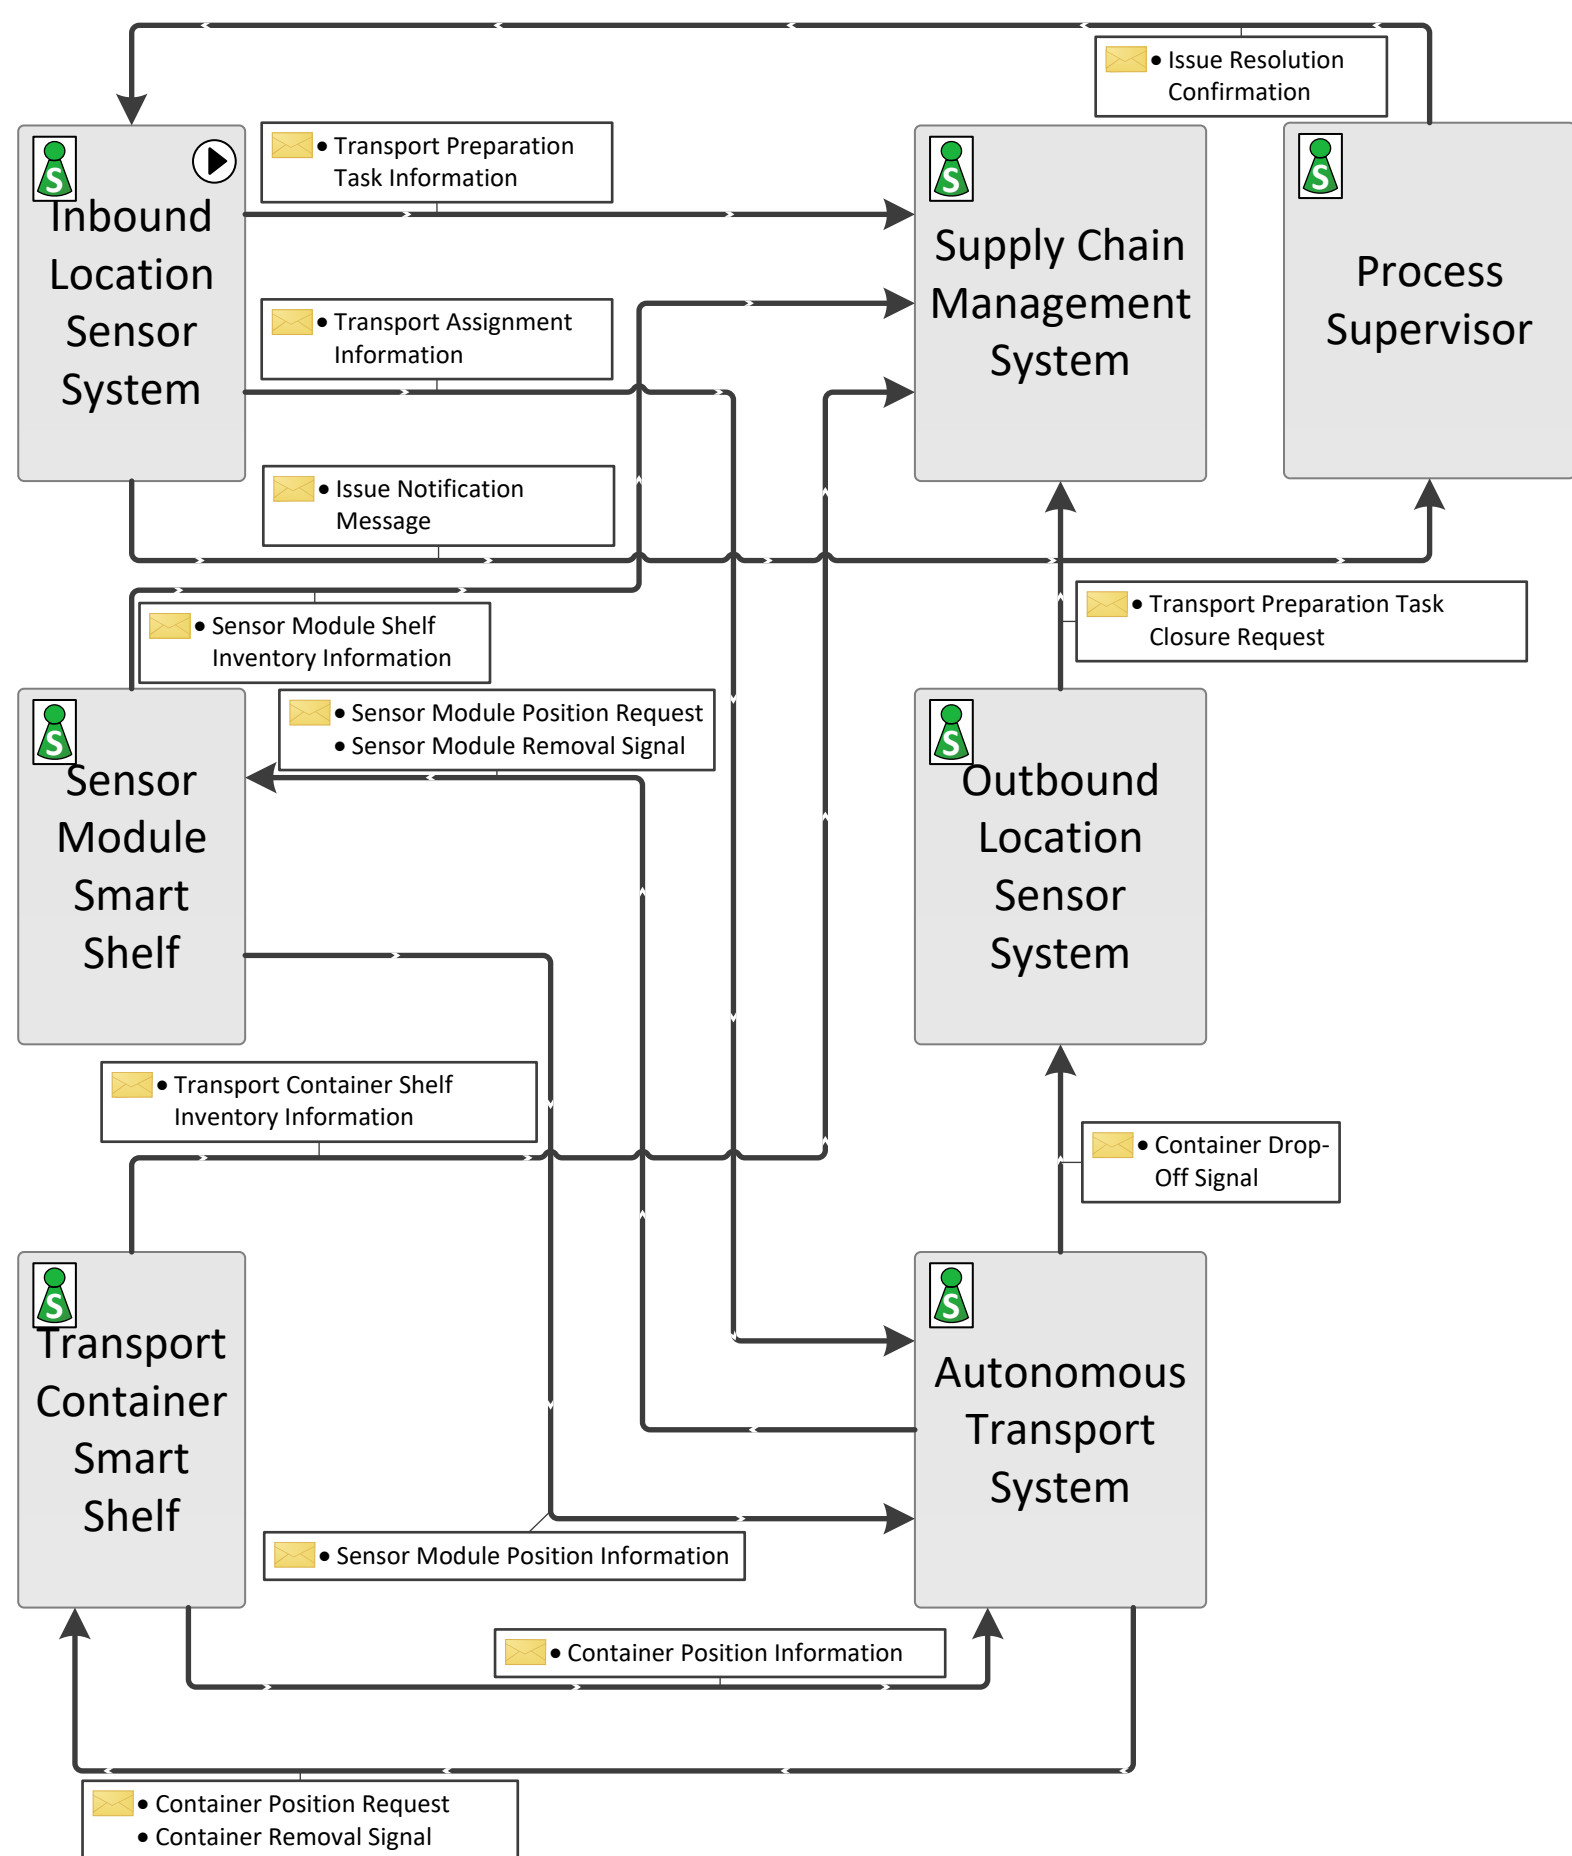 • Issue Resolution
Confirmation
S
Inbound
Location
Sensor
System
• Transport Preparation
Task Information
S
Supply Chain
Management
System
S
Process
Supervisor
• Transport Assignment
Information
• Issue Notification
Message
• Sensor Module Shelf
Inventory Information
• Transport Preparation Task
Closure Request
S
Sensor
Module
Smart
Shelf
• Sensor Module Position Request
• Sensor Module Removal Signal
S
Outbound
Location
Sensor
System
• Transport Container Shelf
Inventory Information
• Container Drop-
Off Signal
S
Transport
Container
Smart
Shelf
S
Autonomous
Transport
System
• Sensor Module Position Information
• Container Position Information
• Container Position Request
• Container Removal Signal